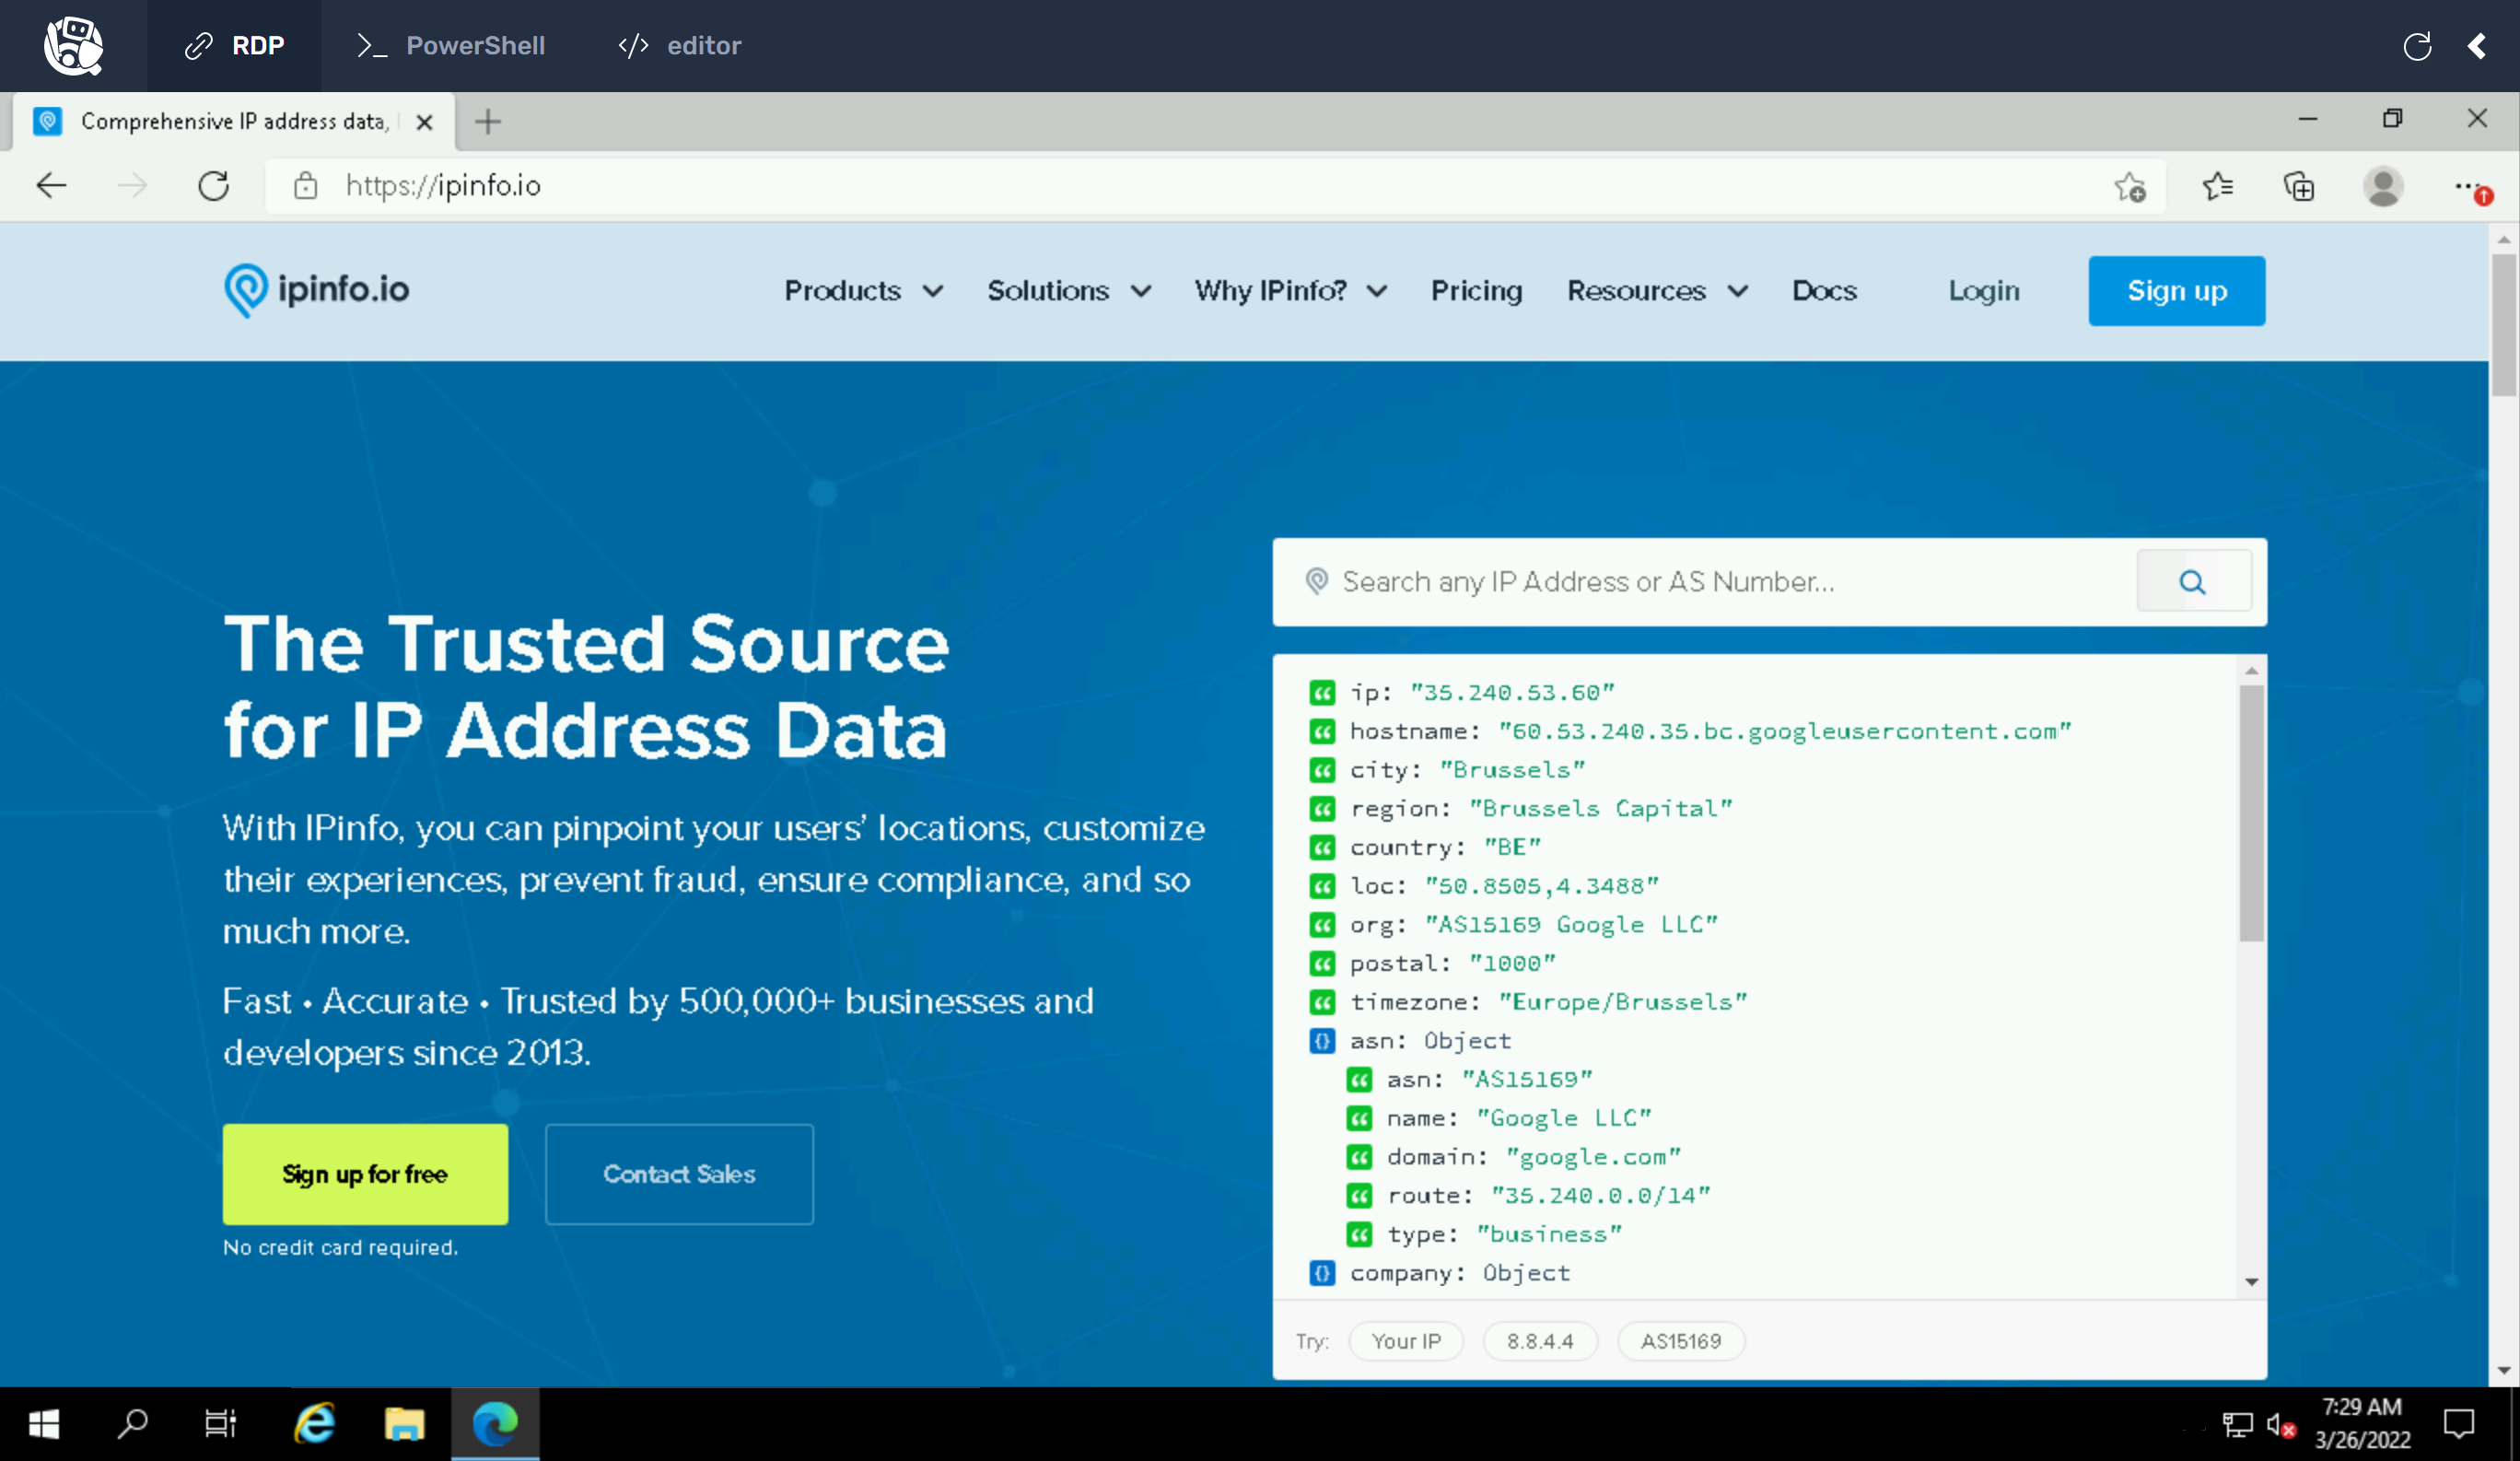 RDP
PowerShell
editor
Comprehensive IP address data,
https://ipinfo.io
ipinfo.io
Products
Solutions
Why IPinfo?
Pricing
Resources
Docs
Login
Sign up
The Trusted Source
for IP Address Data
With IPinfo, you can pinpoint your users' locations, customize
their experiences, prevent fraud, ensure compliance, and so
much more.
Fast • Accurate • Trusted by 500,000+ businesses and
developers since 2013.
Sign up for free
Contact Sales
No credit card required.
Search any IP Address or AS Number...
ip: "35.240.53.60"
hostname: "60.53.240.35.bc.googleusercontent.com"
city: "Brussels"
region: "Brussels Capital"
country: "BE"
loc: "50.8505,4.3488"
org: "AS15169 Google LLC"
postal: "1000"
timezone: "Europe/Brussels"
{} asn: Object
asn: "AS15169"
name: "Google LLC"
domain: "google.com"
route: "35.240.0.0/14"
type: "business"
{} company: Object
Try:
Your IP
8.8.4.4
AS15169
7:29 AM
3/26/2022